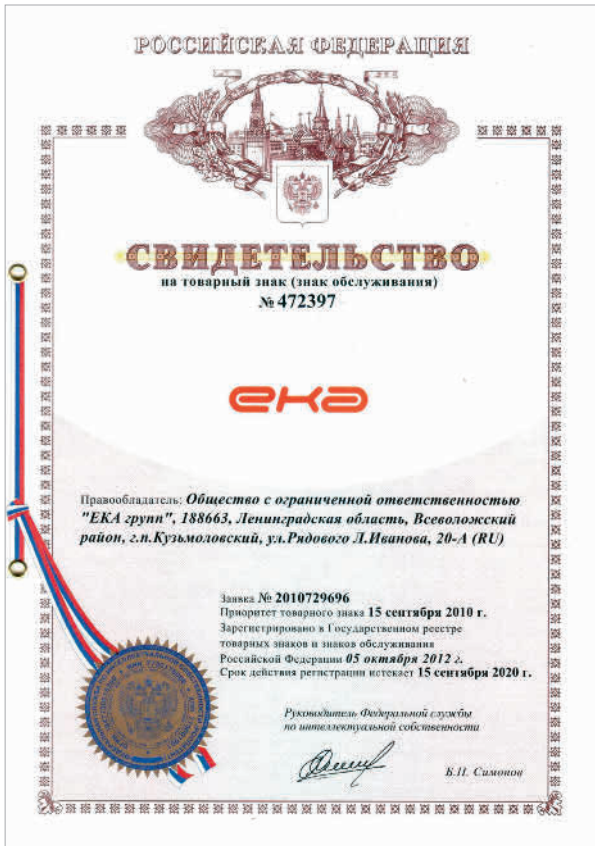 РОССИЙСКАЯ ФЕДЕРАЦИЯ
СВИДЕТЕЛЬСТВО
на товарный знак (знак обслуживания)
№ 472397
ека
Правообладатель: Общество с ограниченной ответственностью
"ЕКА групп", 188663, Ленинградская область, Всеволожский
район, г.п.Кузьмоловский, ул.Рядового Л.Иванова, 20-А (RU)
Заявка № 2010729696
Приоритет товарного знака 15 сентября 2010 г.
Зарегистрировано в Государственном реестре
товарных знаков и знаков обслуживания
Российской Федерации 05 октября 2012 г.
Срок действия регистрации истекает 15 сентября 2020 г.
Руководитель Федеральной службы
по интеллектуальной собственности
Б.П. Симонов